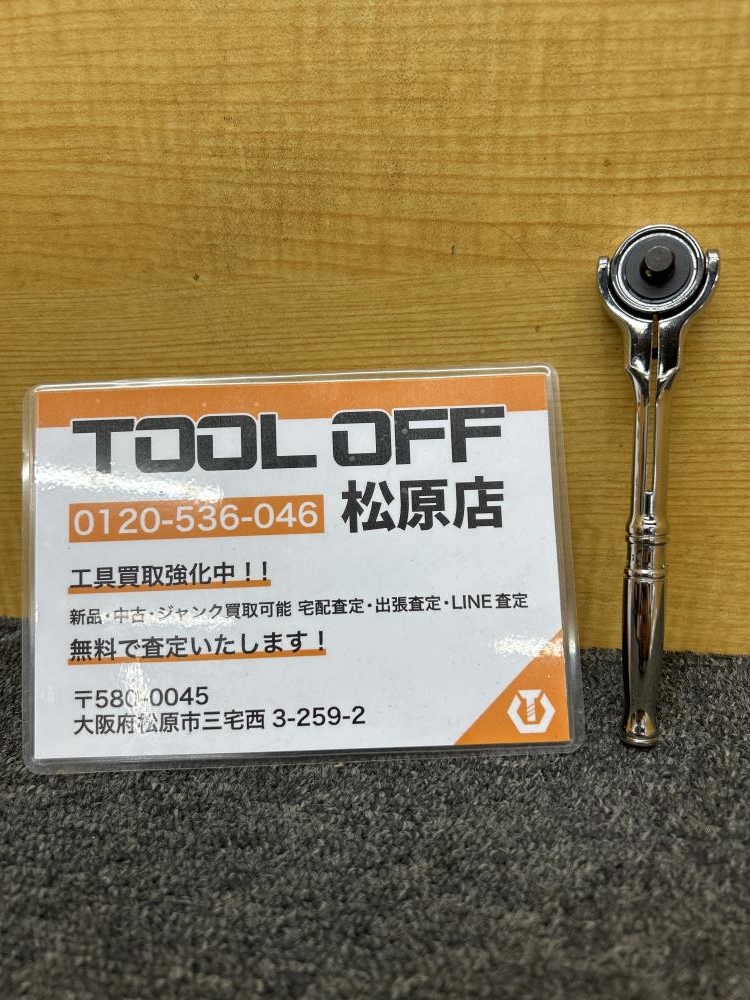 TOOL OFF
0120-536-046 松原店
工具買取強化中！！
新品・中古・ジャンク買取可能 宅配査定・出張査定・LINE査定
無料で査定いたします！
〒580-0045
大阪府松原市三宅西 3-259-2